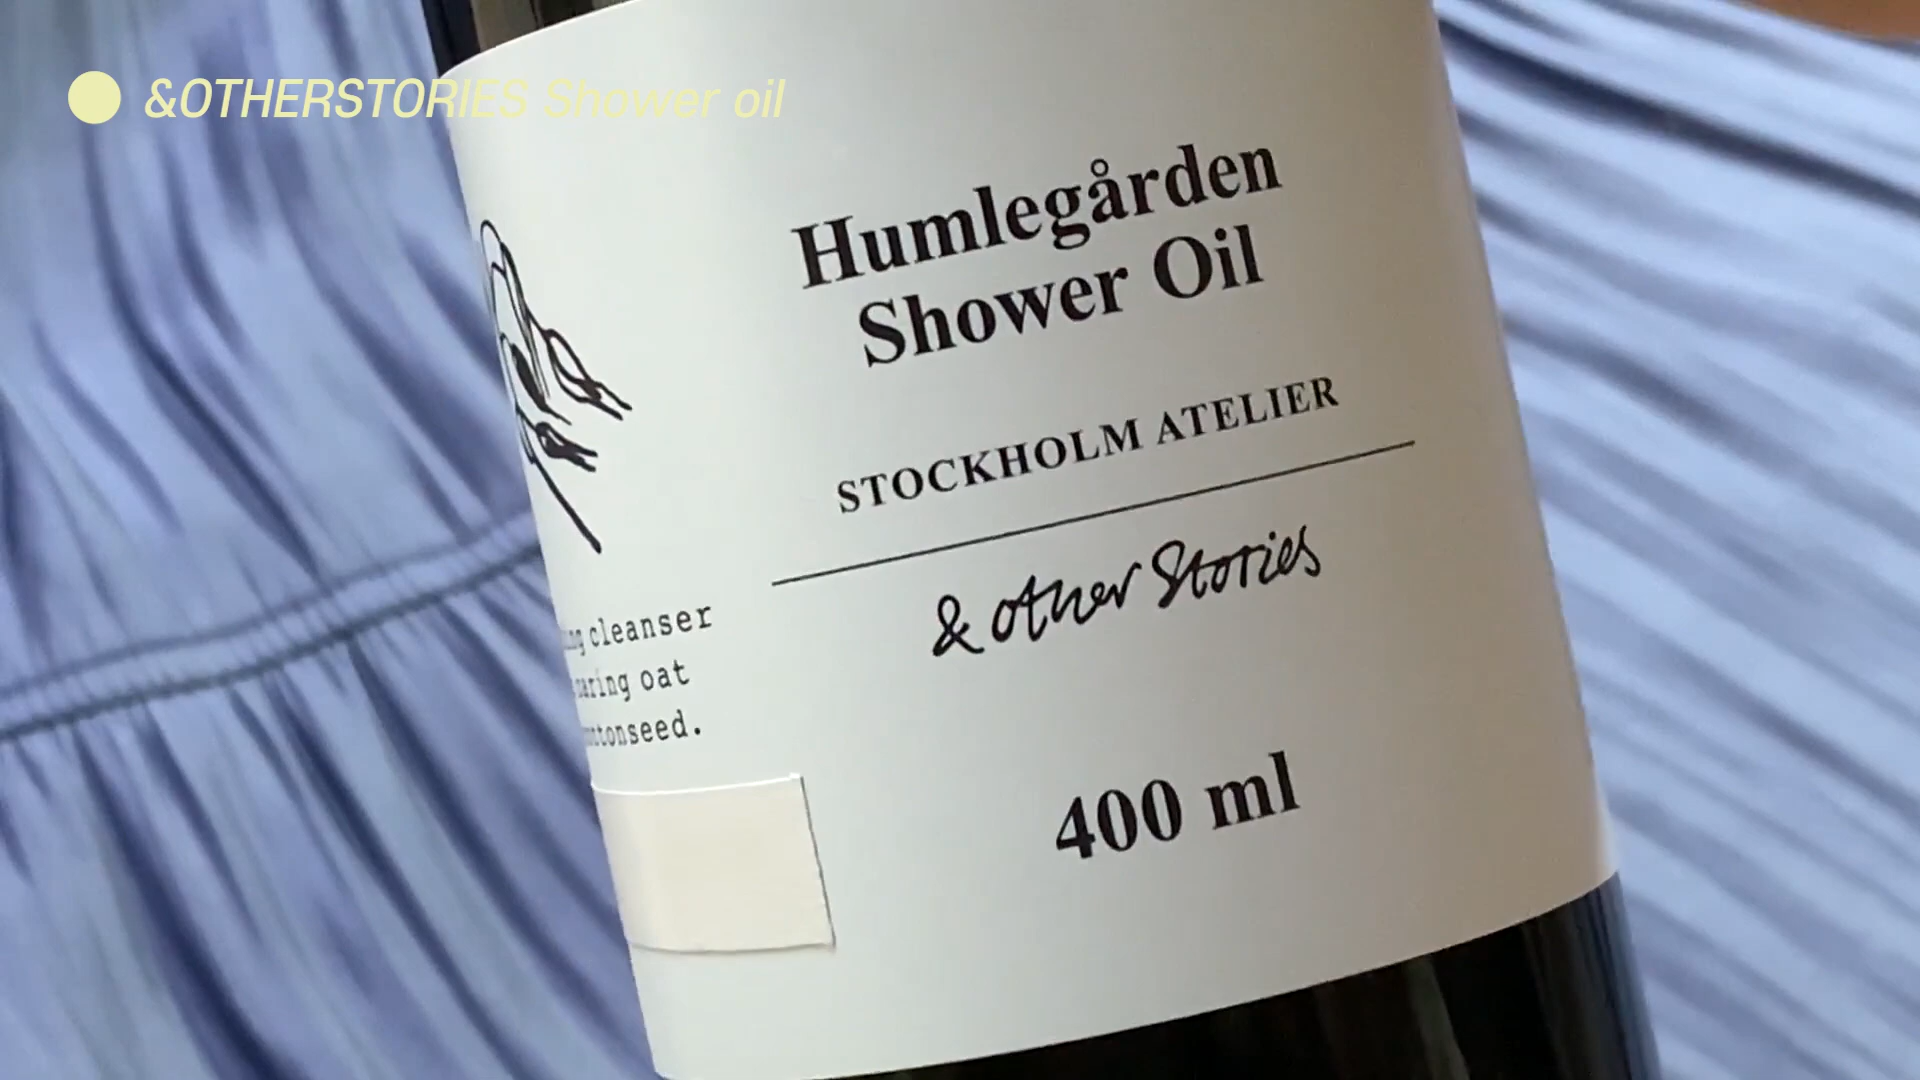 &OTHERSTORIES Shower oil
Humlegården
Shower Oil
STOCKHOLM ATELIER
& other Stories
400 ml
cleanser
oat